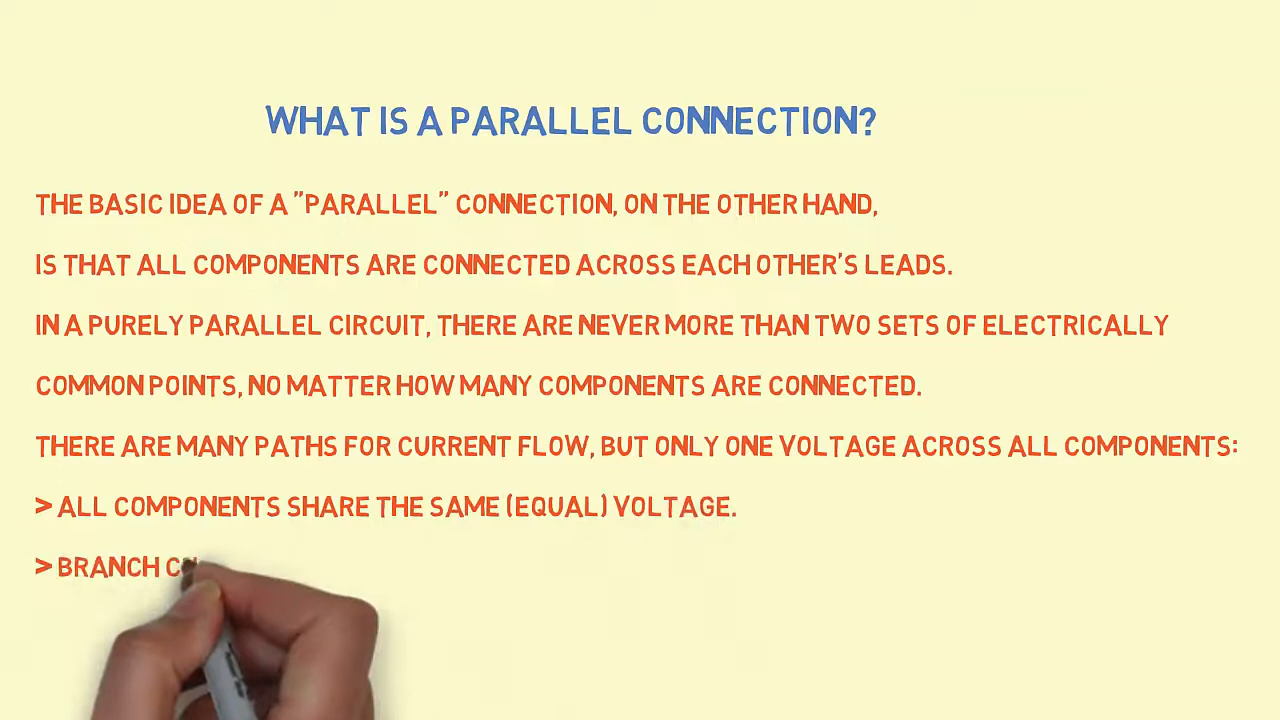 WHAT IS A PARALLEL CONNECTION?
THE BASIC IDEA OF A "PARALLEL" CONNECTION, ON THE OTHER HAND,
IS THAT ALL COMPONENTS ARE CONNECTED ACROSS EACH OTHER'S LEADS.
IN A PURELY PARALLEL CIRCUIT, THERE ARE NEVER MORE THAN TWO SETS OF ELECTRICALLY
COMMON POINTS, NO MATTER HOW MANY COMPONENTS ARE CONNECTED.
THERE ARE MANY PATHS FOR CURRENT FLOW, BUT ONLY ONE VOLTAGE ACROSS ALL COMPONENTS:
> ALL COMPONENTS SHARE THE SAME (EQUAL) VOLTAGE.
> BRANCH